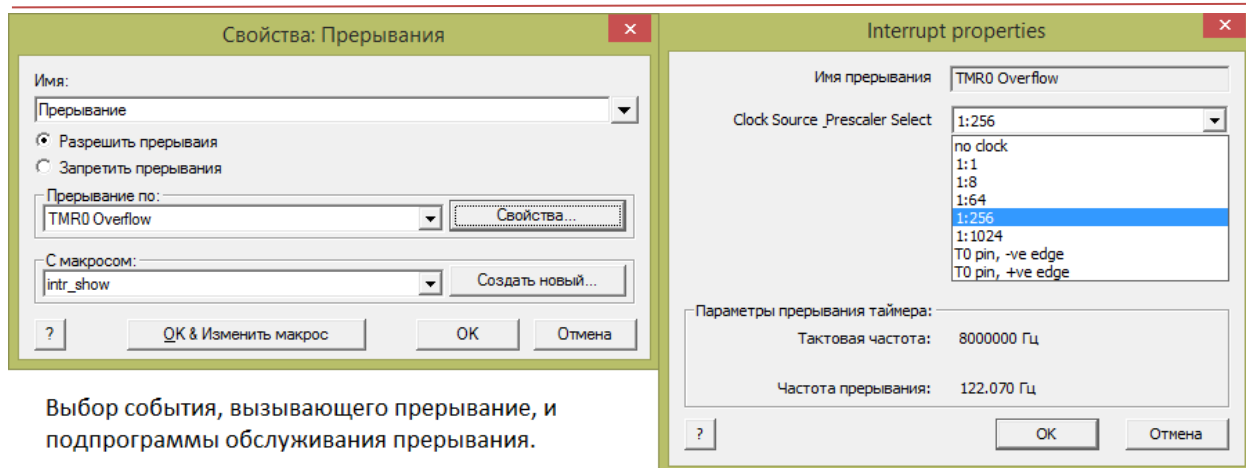 Свойства: Прерывания
Имя:
Прерывание
Разрешить прерываия
Запретить прерывания
Прерывание по:
TMR0 Overflow
Свойства...
С макросом:
intr_show
Создать новый...
?
OK & Изменить макрос
OK
Отмена
Выбор события, вызывающего прерывание, и
подпрограммы обслуживания прерывания.
Interrupt properties
Имя прерывания
TMR0 Overflow
Clock Source _Prescaler Select
1:256
no clock
1:1
1:8
1:64
1:256
1:1024
T0 pin, -ve edge
T0 pin, +ve edge
Параметры прерывания таймера:
Тактовая частота: 8000000 Гц
Частота прерывания: 122.070 Гц
?
OK
Отмена